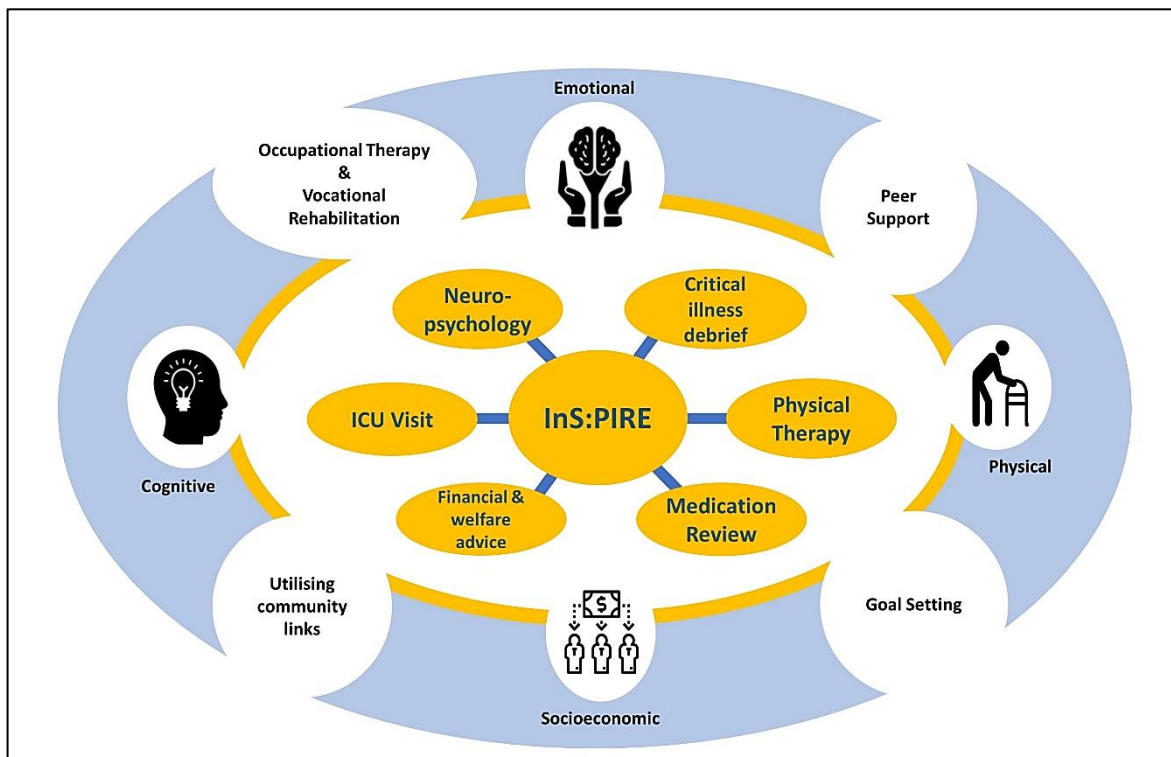 Emotional
Occupational Therapy
&
Vocational
Rehabilitation
Peer
Support
Neuro-
psychology
Critical
illness
debrief
ICU Visit
InS:PIRE
Physical
Therapy
Cognitive
Physical
Financial &
welfare
advice
Medication
Review
Utilising
community
links
Goal Setting
$
Socioeconomic